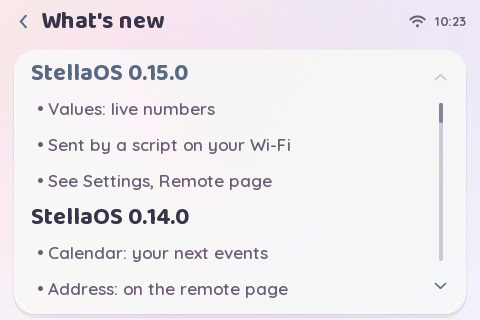 What's new
10:23
StellaOS 0.15.0
• Values: live numbers
• Sent by a script on your Wi-Fi
• See Settings, Remote page
StellaOS 0.14.0
• Calendar: your next events
• Address: on the remote page